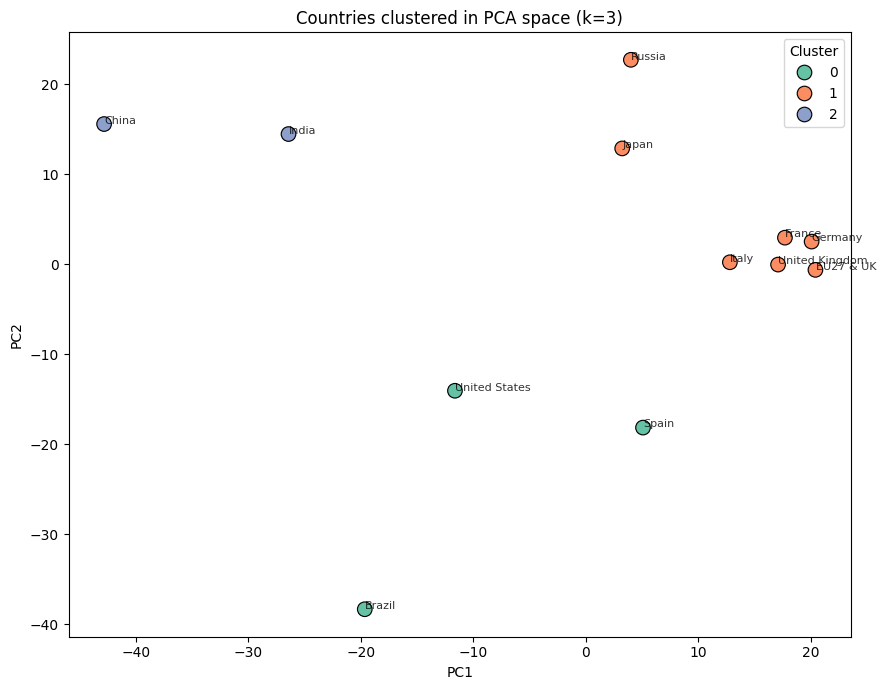 Countries clustered in PCA space (k=3)
Cluster
0
1
2
Russia
China
India
Japan
France
Germany
Italy
United Kingdom
EU27 & UK
United States
Spain
Brazil
20
10
0
−10
−20
−30
−40
PC2
−40
−30
−20
−10
0
10
20
PC1